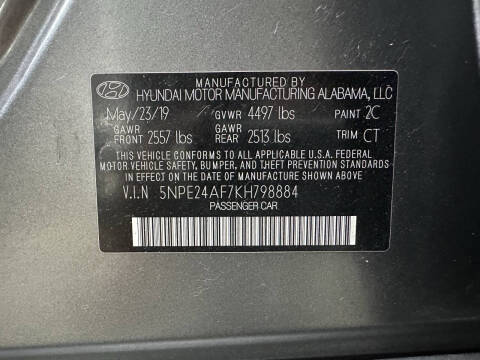 MANUFACTURED BY
HYUNDAI MOTOR MANUFACTURING ALABAMA, LLC
May/23/19 GVWR 4497 lbs PAINT 2C
GAWR FRONT 2557 lbs GAWR REAR 2513 lbs TRIM CT
THIS VEHICLE CONFORMS TO ALL APPLICABLE U.S.A. FEDERAL
MOTOR VEHICLE SAFETY, BUMPER, AND THEFT PREVENTION STANDARDS
IN EFFECT ON THE DATE OF MANUFACTURE SHOWN ABOVE
V.I.N 5NPE24AF7KH798884
PASSENGER CAR